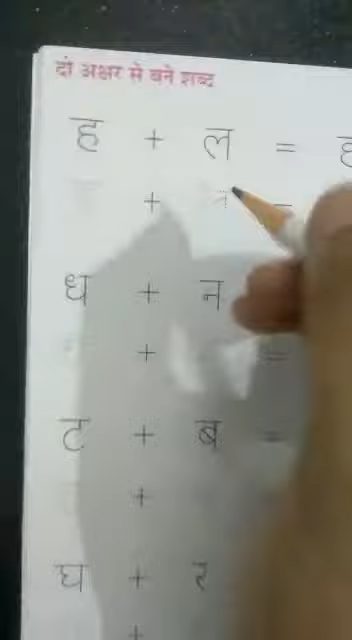 दो अक्षर से बने शब्द
ह + ल = ह
+ =
ध + न
+ =
ट + ब =
+
घ + र
+